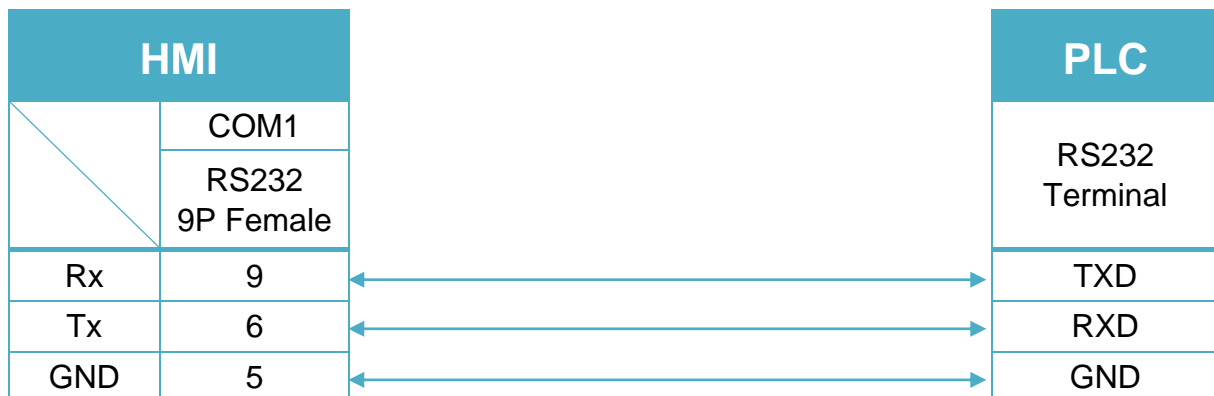 HMI
PLC
COM1
RS232
9P Female
RS232
Terminal
Rx 9 TXD
Tx 6 RXD
GND 5 GND